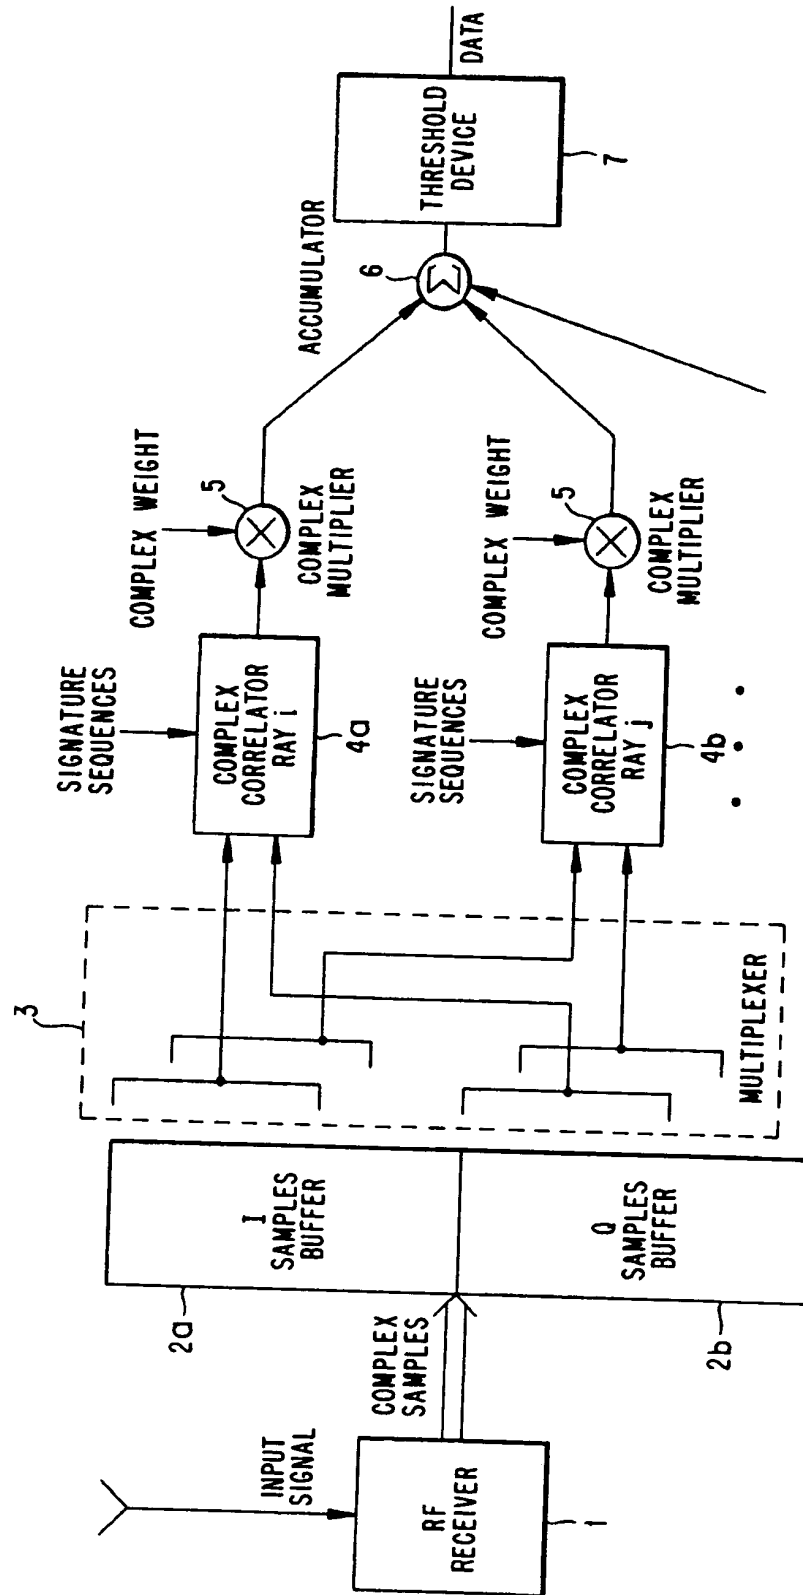 INPUT
SIGNAL
RF
RECEIVER
1
COMPLEX
SAMPLES
2a
I
SAMPLES
BUFFER
2b
Q
SAMPLES
BUFFER
3
MULTIPLEXER
SIGNATURE
SEQUENCES
COMPLEX
CORRELATOR
RAY i
4a
SIGNATURE
SEQUENCES
COMPLEX
CORRELATOR
RAY j
4b
COMPLEX WEIGHT
5
COMPLEX
MULTIPLIER
COMPLEX WEIGHT
5
COMPLEX
MULTIPLIER
ACCUMULATOR
6
Σ
THRESHOLD
DEVICE
7
DATA